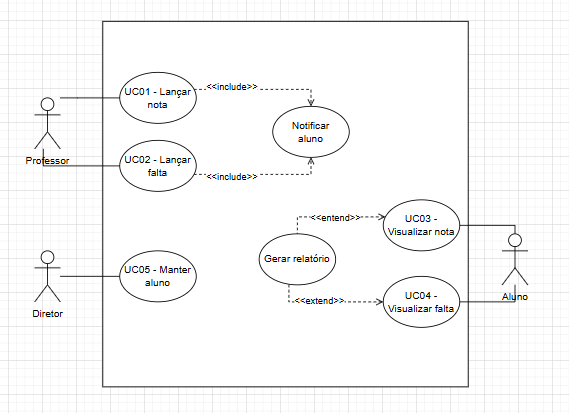 UC01 - Lançar
nota
<<include>>
Notificar
aluno
Professor
UC02 - Lançar
falta
<<include>>
<<entend>>
UC03 -
Visualizar nota
Gerar relatório
UC05 - Manter
aluno
<<extend>>
UC04 -
Visualizar falta
Aluno
Diretor